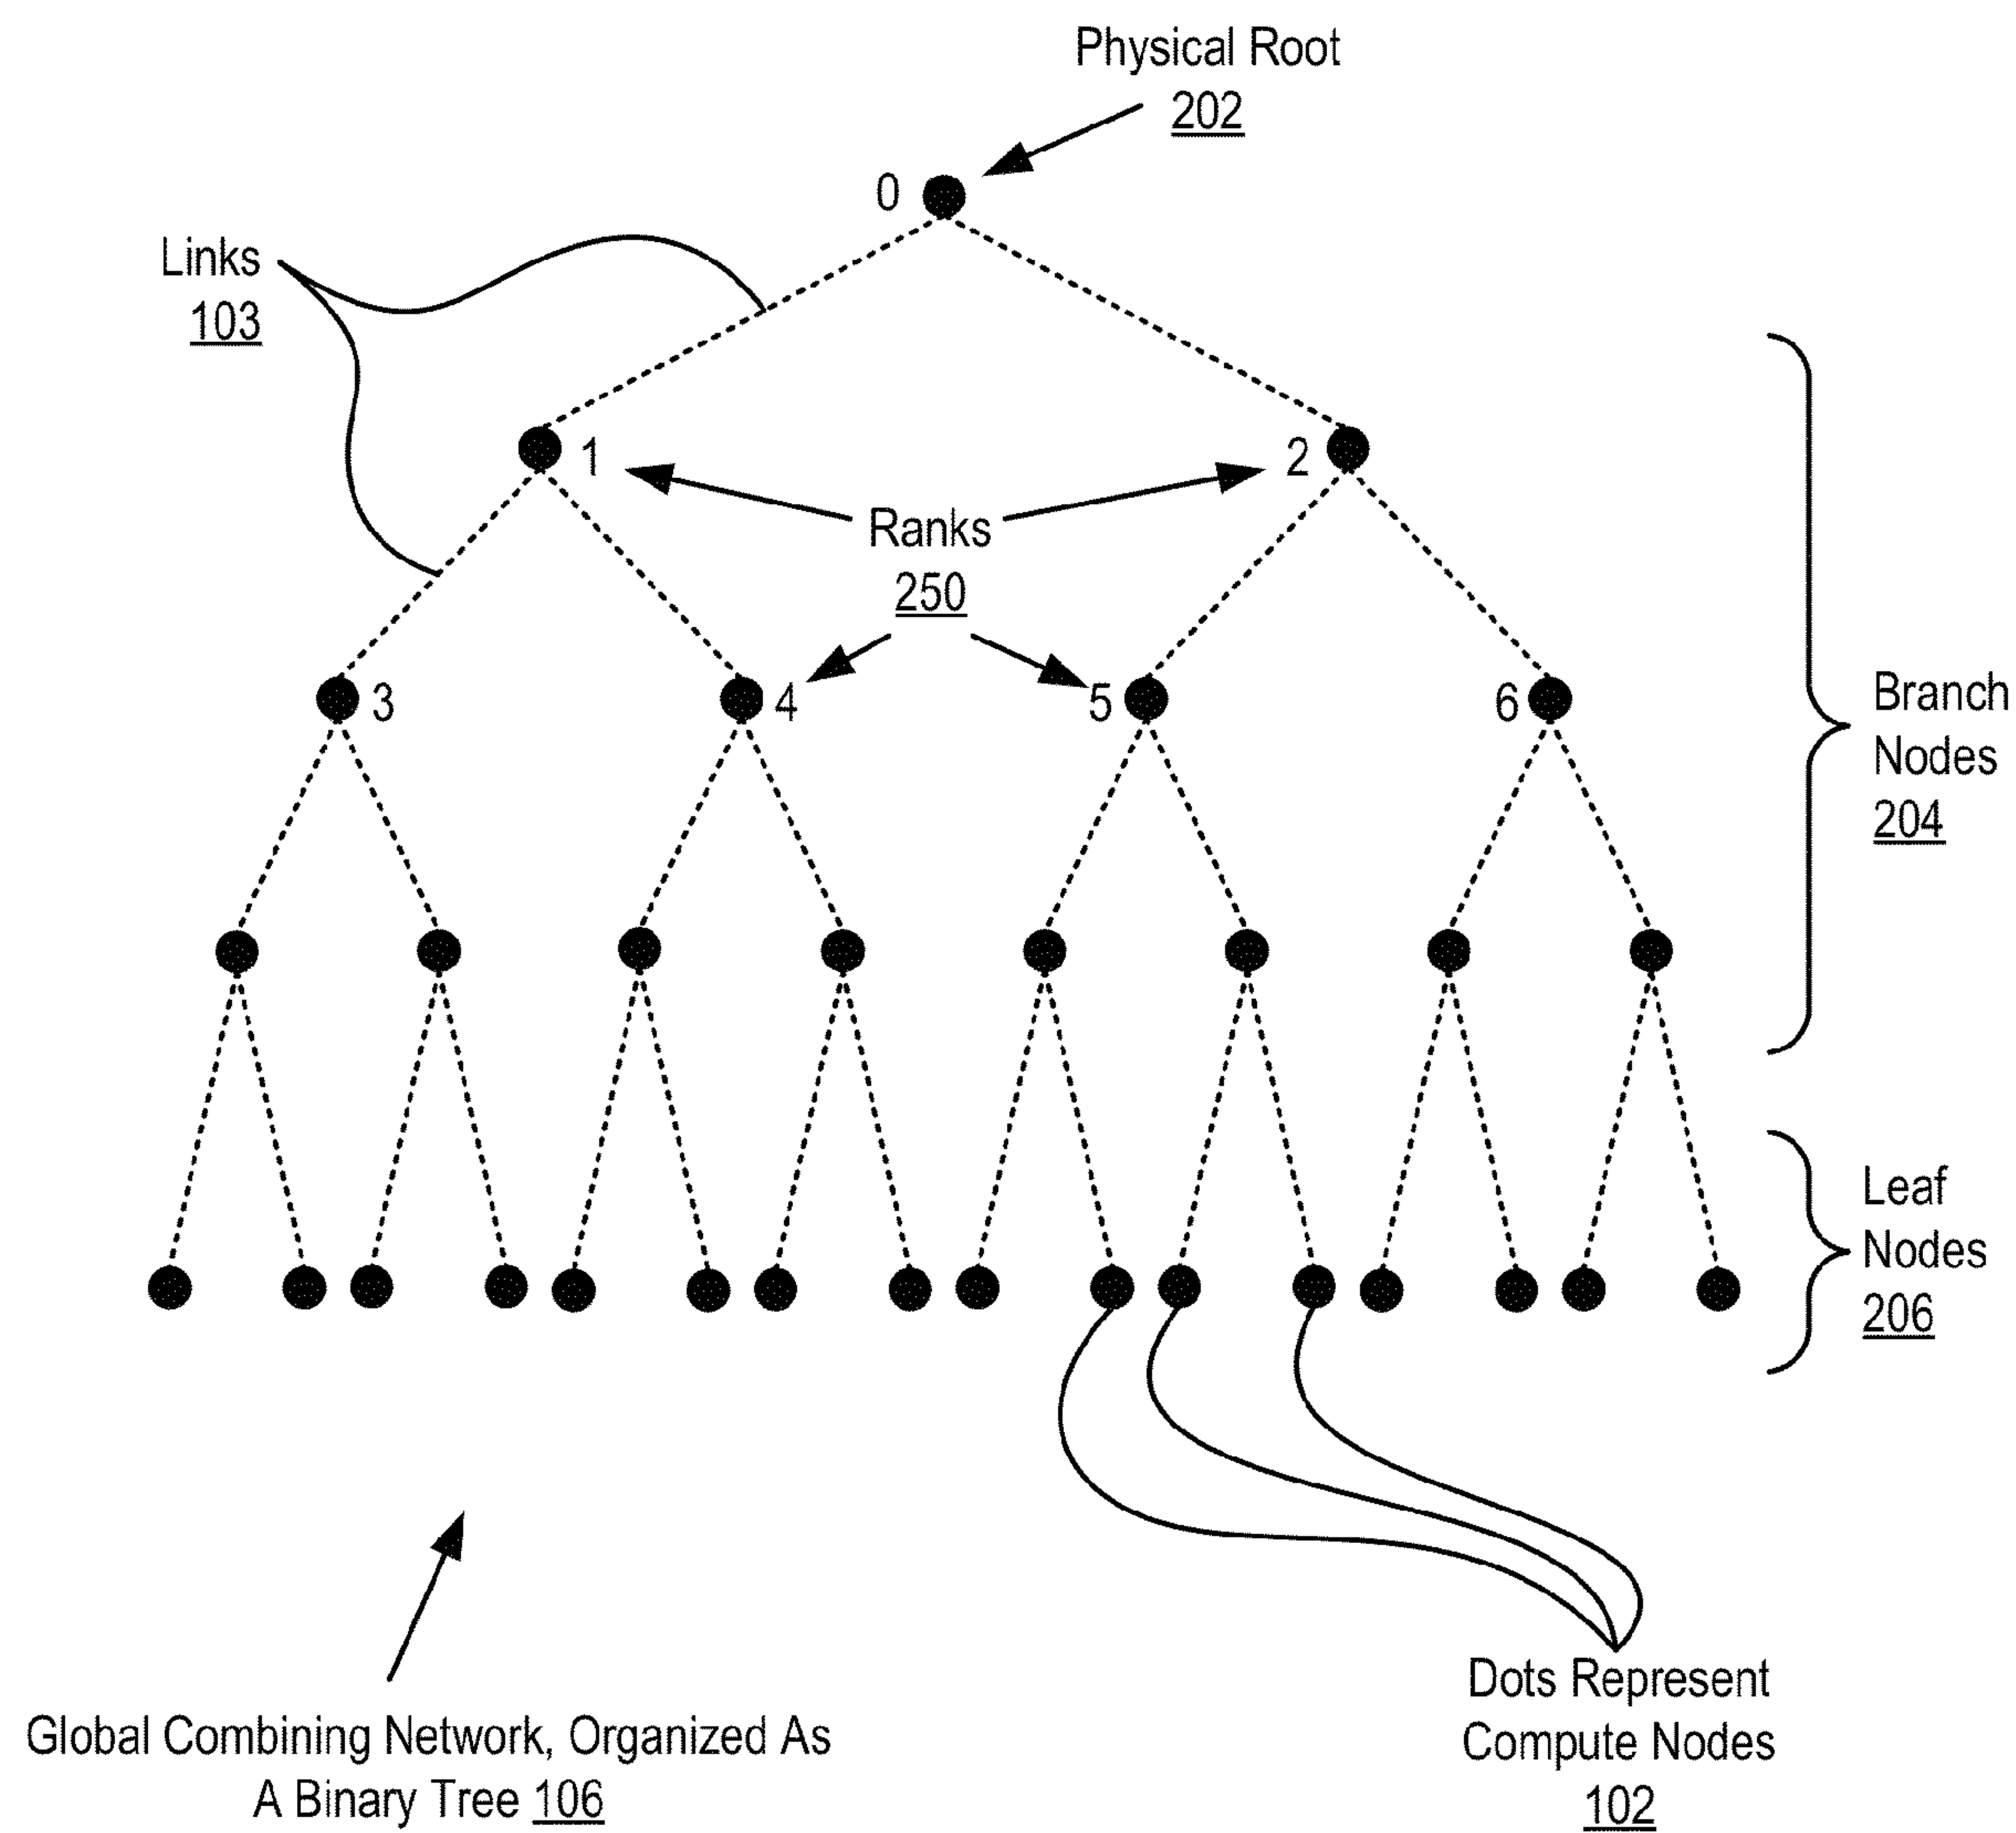 Physical Root
202
0
Links
103
1
2
Ranks
250
3
4
5
6
Branch
Nodes
204
Leaf
Nodes
206
Dots Represent
Compute Nodes
102
Global Combining Network, Organized As
A Binary Tree 106